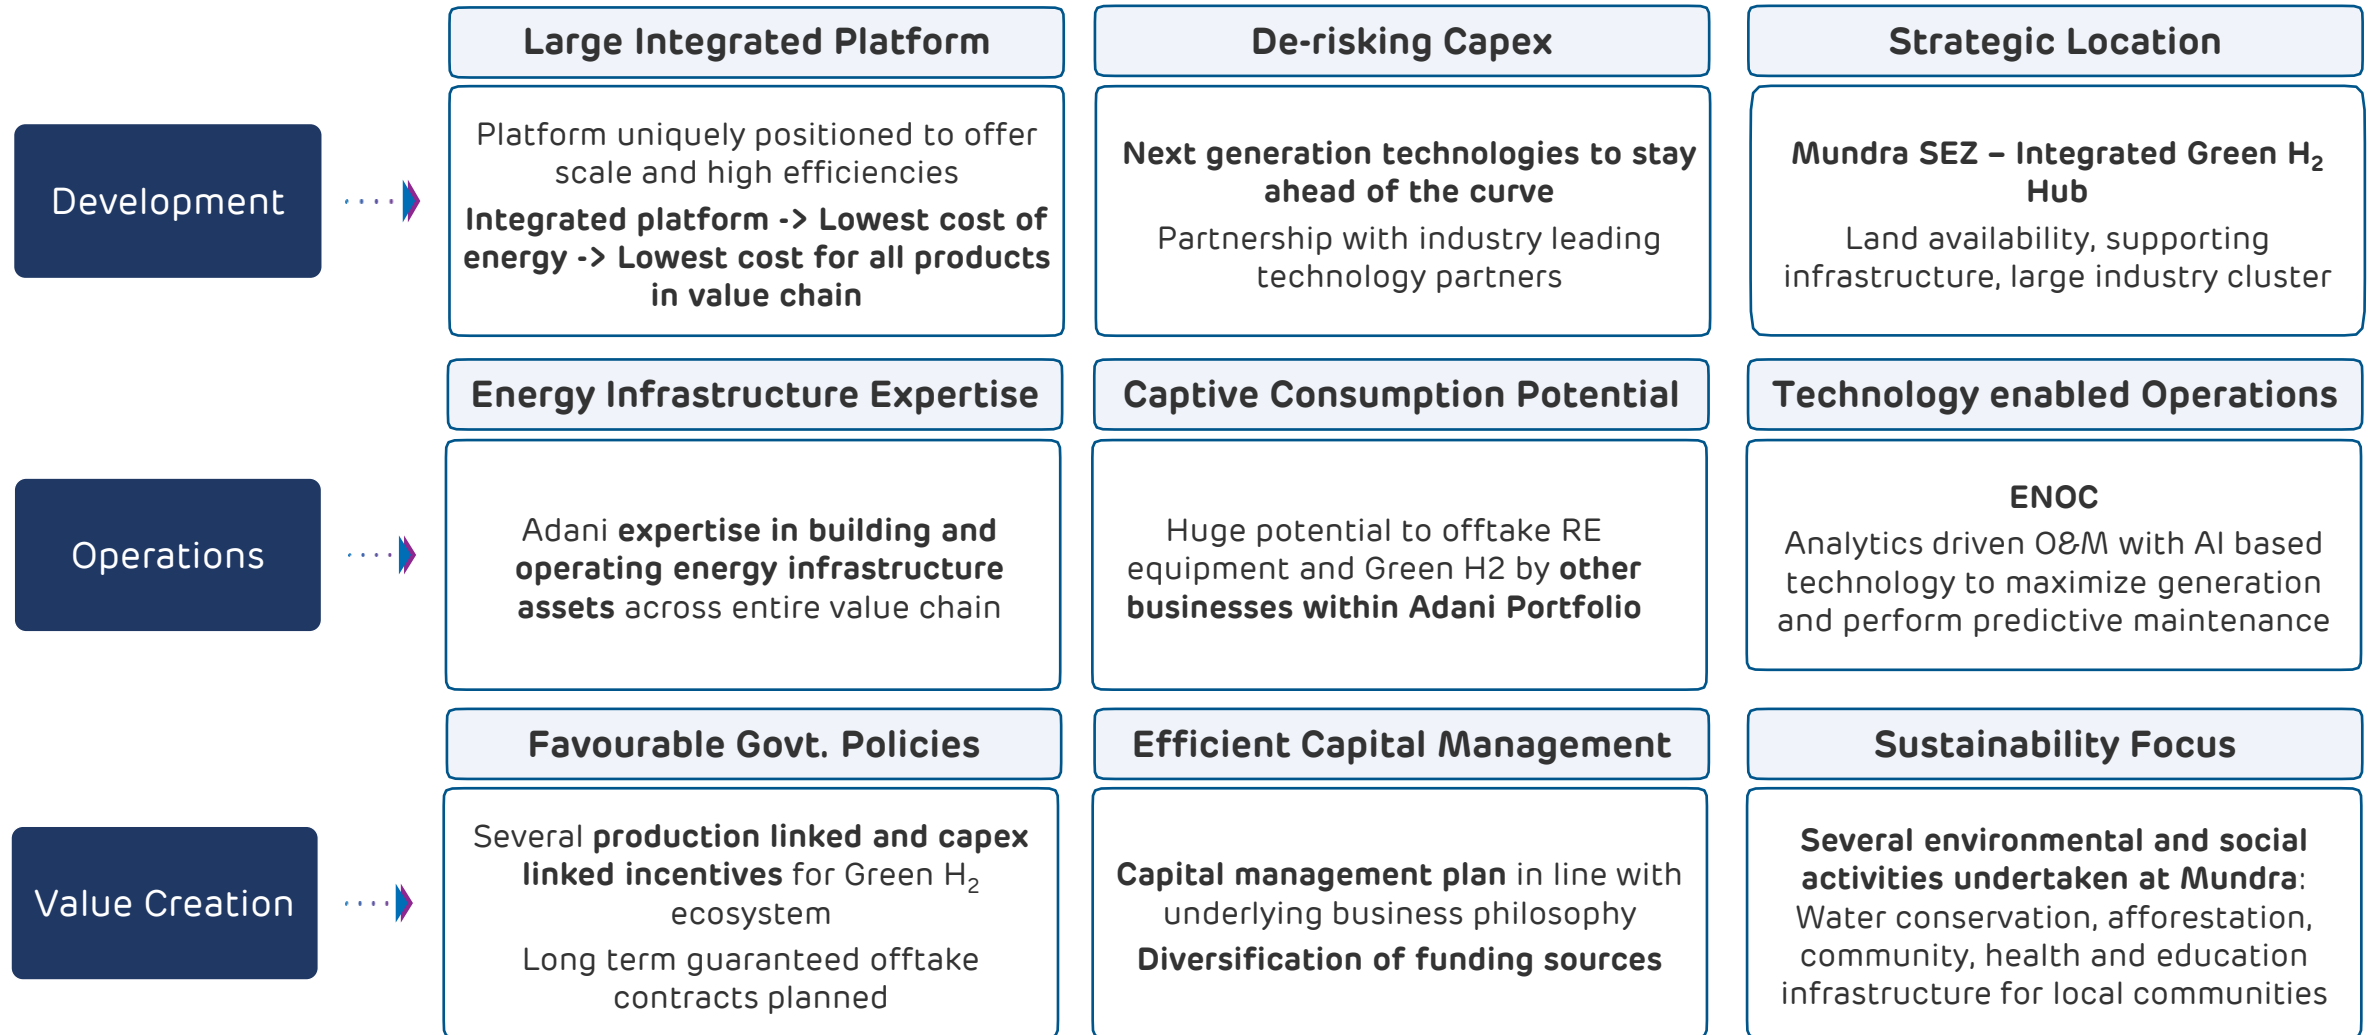 Large Integrated Platform
De-risking Capex
Strategic Location
Development
Platform uniquely positioned to offer
scale and high efficiencies
Integrated platform -> Lowest cost of
energy -> Lowest cost for all products
in value chain
Next generation technologies to stay
ahead of the curve
Partnership with industry leading
technology partners
Mundra SEZ – Integrated Green H₂
Hub
Land availability, supporting
infrastructure, large industry cluster
Energy Infrastructure Expertise
Captive Consumption Potential
Technology enabled Operations
Operations
Adani expertise in building and
operating energy infrastructure
assets across entire value chain
Huge potential to offtake RE
equipment and Green H2 by other
businesses within Adani Portfolio
ENOC
Analytics driven O&M with AI based
technology to maximize generation
and perform predictive maintenance
Favourable Govt. Policies
Efficient Capital Management
Sustainability Focus
Value Creation
Several production linked and capex
linked incentives for Green H₂
ecosystem
Long term guaranteed offtake
contracts planned
Capital management plan in line with
underlying business philosophy
Diversification of funding sources
Several environmental and social
activities undertaken at Mundra:
Water conservation, afforestation,
community, health and education
infrastructure for local communities